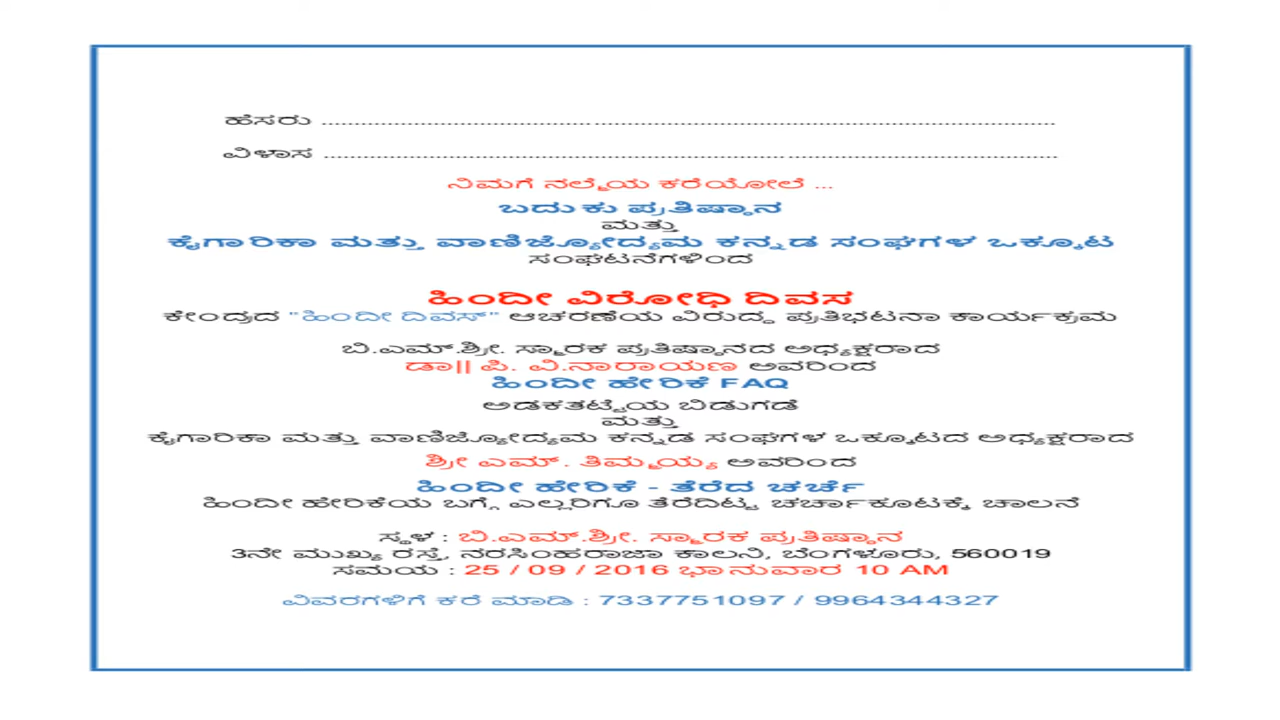 ಹೆಸರು ........................................................................................................
ವಿಳಾಸ ........................................................................................................
ನಿಮಗೆ ನಲ್ಮೆಯ ಕರೆಯೋಲೆ ...
ಬದುಕು ಪ್ರತಿಷ್ಠಾನ
ಮತ್ತು
ಕೈಗಾರಿಕಾ ಮತ್ತು ವಾಣಿಜ್ಯೋದ್ಯಮ ಕನ್ನಡ ಸಂಘಗಳ ಒಕ್ಕೂಟ
ಸಂಘಟನೆಗಳಿಂದ
ಹಿಂದೀ ವಿರೋಧಿ ದಿವಸ
ಕೇಂದ್ರದ "ಹಿಂದೀ ದಿವಸ್" ಆಚರಣೆಯ ವಿರುದ್ಧ ಪ್ರತಿಭಟನಾ ಕಾರ್ಯಕ್ರಮ
ಬಿ.ಎಮ್.ಶ್ರೀ. ಸ್ಮಾರಕ ಪ್ರತಿಷ್ಠಾನದ ಅಧ್ಯಕ್ಷರಾದ
ಡಾ|| ಪಿ. ವಿ.ನಾರಾಯಣ ಅವರಿಂದ
ಹಿಂದೀ ಹೇರಿಕೆ FAQ
ಅಡಕತಟ್ಟೆಯ ಬಿಡುಗಡೆ
ಮತ್ತು
ಕೈಗಾರಿಕಾ ಮತ್ತು ವಾಣಿಜ್ಯೋದ್ಯಮ ಕನ್ನಡ ಸಂಘಗಳ ಒಕ್ಕೂಟದ ಅಧ್ಯಕ್ಷರಾದ
ಶ್ರೀ ಎಮ್. ತಿಮ್ಮಯ್ಯ ಅವರಿಂದ
ಹಿಂದೀ ಹೇರಿಕೆ - ತೆರೆದ ಚರ್ಚೆ
ಹಿಂದೀ ಹೇರಿಕೆಯ ಬಗ್ಗೆ ಎಲ್ಲರಿಗೂ ತೆರೆದಿಟ್ಟ ಚರ್ಚಾಕೂಟಕ್ಕೆ ಚಾಲನೆ
ಸ್ಥಳ : ಬಿ.ಎಮ್.ಶ್ರೀ. ಸ್ಮಾರಕ ಪ್ರತಿಷ್ಠಾನ
3ನೇ ಮುಖ್ಯ ರಸ್ತೆ, ನರಸಿಂಹರಾಜಾ ಕಾಲನಿ, ಬೆಂಗಳೂರು, 560019
ಸಮಯ : 25 / 09 / 2016 ಭಾನುವಾರ 10 AM
ವಿವರಗಳಿಗೆ ಕರೆ ಮಾಡಿ : 7337751097 / 9964344327